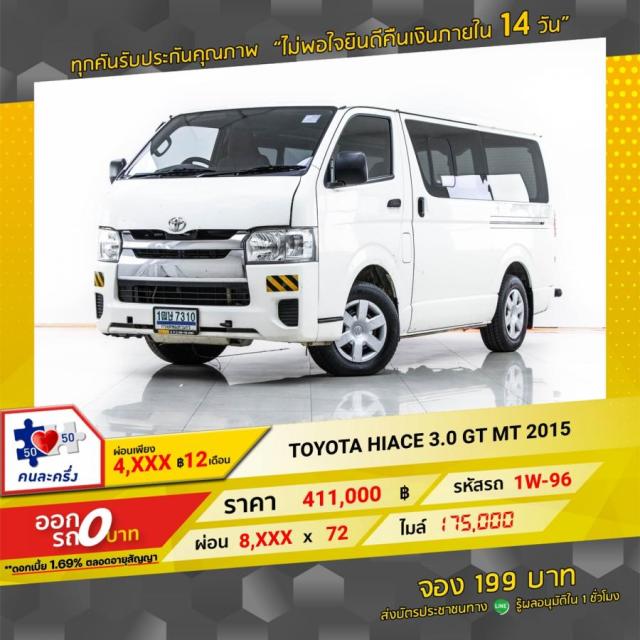 ทุกคันรับประกันคุณภาพ "ไม่พอใจยินดีคืนเงินภายใน 14 วัน"
1ฒษ 7310
50 50
คนละครึ่ง
ผ่อนเพียง
4,XXX ฿12เดือน
TOYOTA HIACE 3.0 GT MT 2015
ออก
รถ 0 บาท
ราคา 411,000 ฿
รหัสรถ 1W-96
ผ่อน 8,XXX x 72
ไมล์ 175,000
**ดอกเบี้ย 1.69% ตลอดอายุสัญญา
จอง 199 บาท
ส่งบัตรประชาชนทาง LINE รู้ผลอนุมัติใน 1 ชั่วโมง